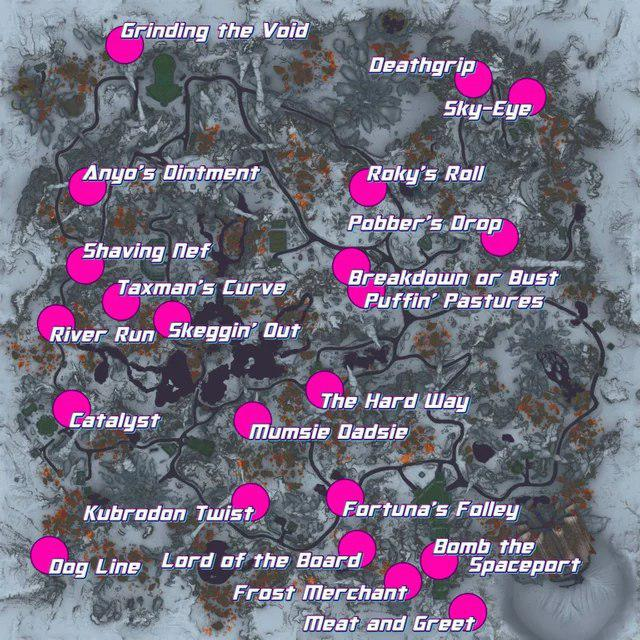 Grinding the Void
Deathgrip
Sky-Eye
Anyo's Ointment
Roky's Roll
Pobber's Drop
Shaving Nef
Breakdown or Bust
Taxman's Curve
Puffin' Pastures
River Run
Skeggin' Out
The Hard Way
Catalyst
Mumsie Dadsie
Kubrodon Twist
Fortuna's Folley
Bomb the
Spaceport
Lord of the Board
Dog Line
Frost Merchant
Meat and Greet